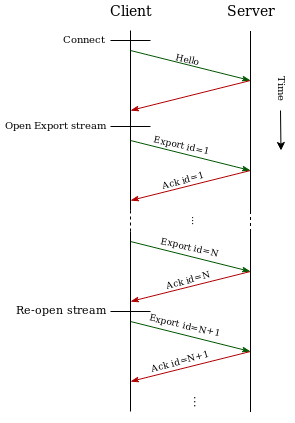 Client
Server
Connect
Hello
Time
Open Export stream
Export id=1
Ack id=1
...
Export id=N
Ack id=N
Re-open stream
Export id=N+1
Ack id=N+1
...